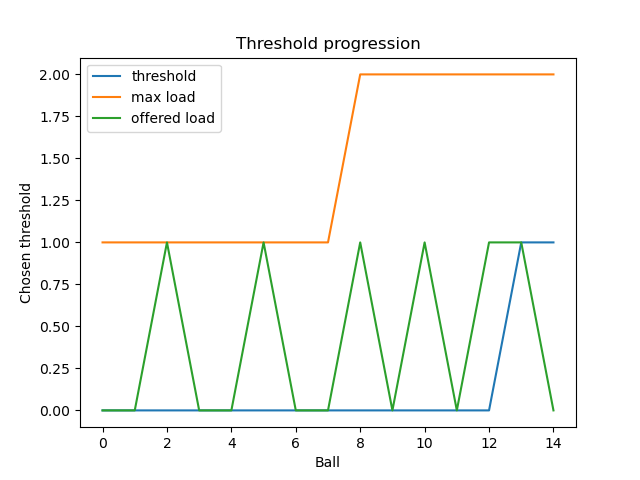 Threshold progression
threshold
max load
offered load
Chosen threshold
2.00
1.75
1.50
1.25
1.00
0.75
0.50
0.25
0.00
0 2 4 6 8 10 12 14
Ball